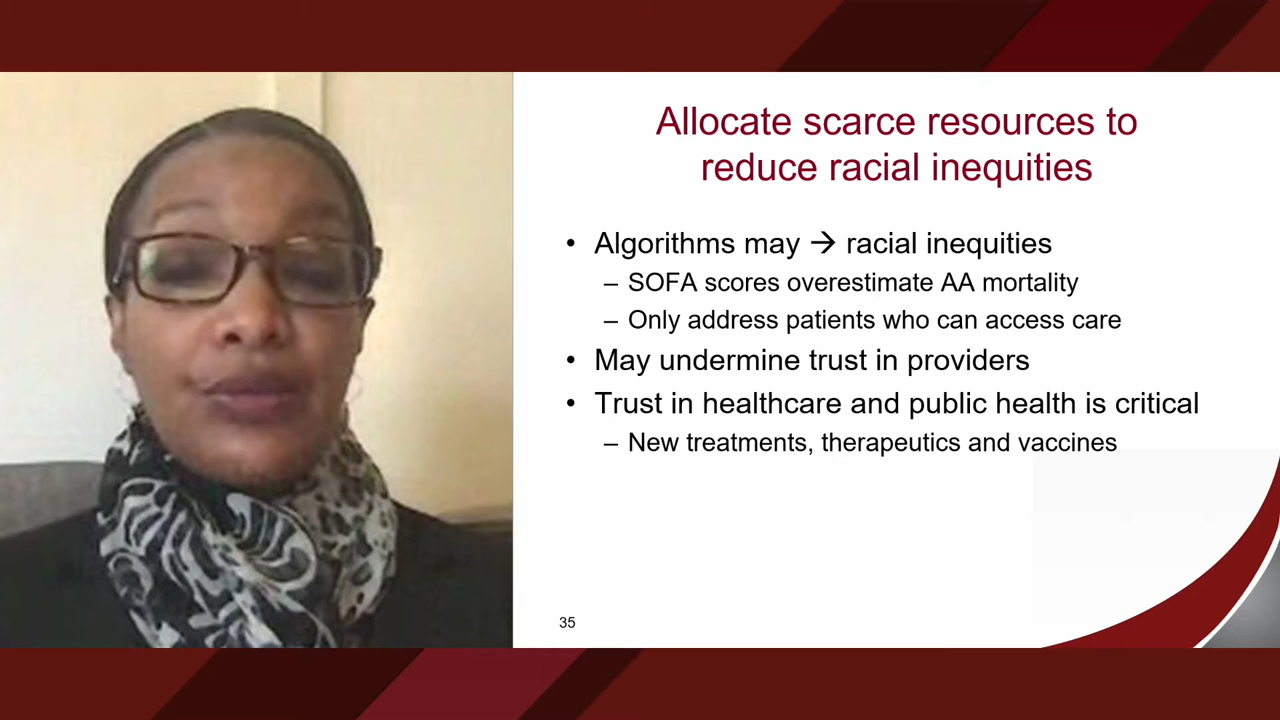 Allocate scarce resources to
reduce racial inequities
• Algorithms may → racial inequities
– SOFA scores overestimate AA mortality
– Only address patients who can access care
• May undermine trust in providers
• Trust in healthcare and public health is critical
– New treatments, therapeutics and vaccines
35